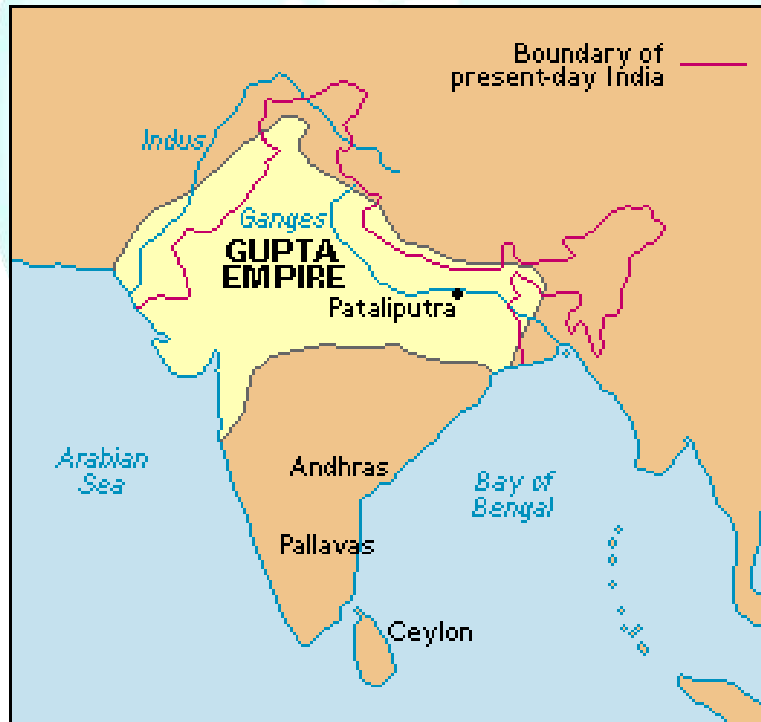 Boundary of
present-day India
Indus
Ganges
GUPTA
EMPIRE
Pataliputra
Arabian
Sea
Andhras
Bay of
Bengal
Pallavas
Ceylon